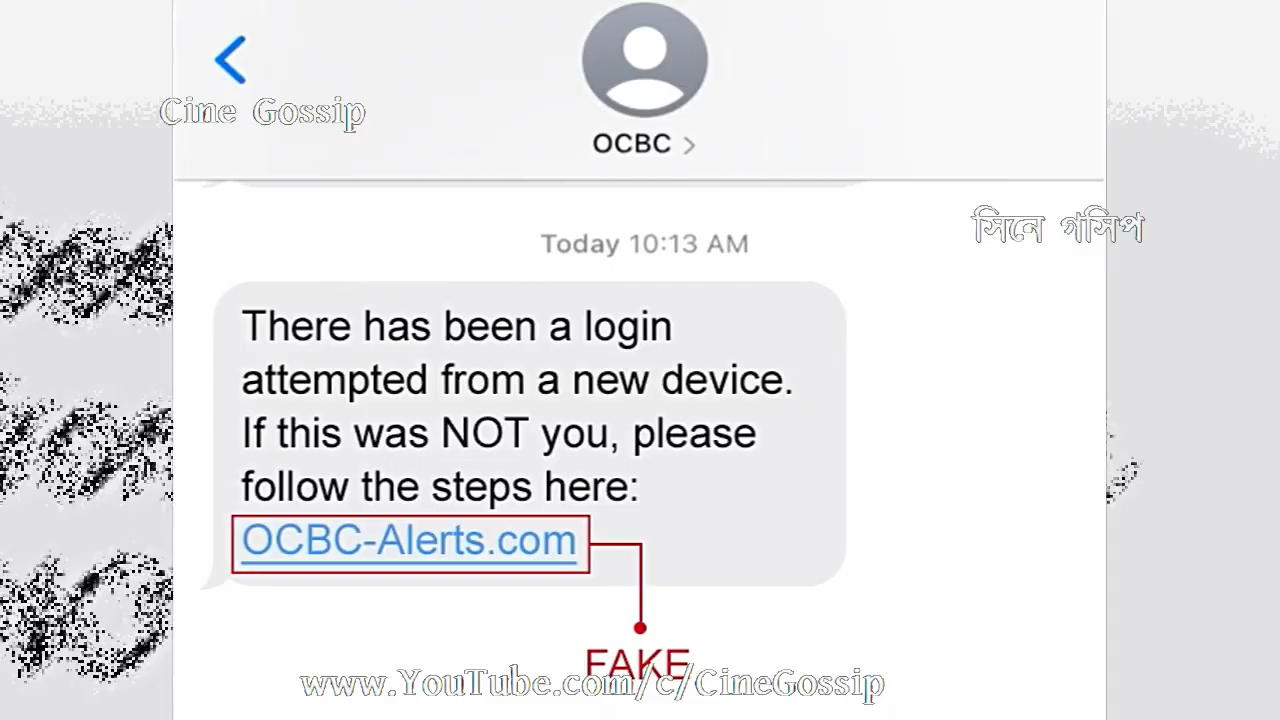 Cine Gossip
OCBC >
সিনে গসিপ
Today 10:13 AM
There has been a login
attempted from a new device.
If this was NOT you, please
follow the steps here:
OCBC-Alerts.com
FAKE
www.YouTube.com/c/CineGossip